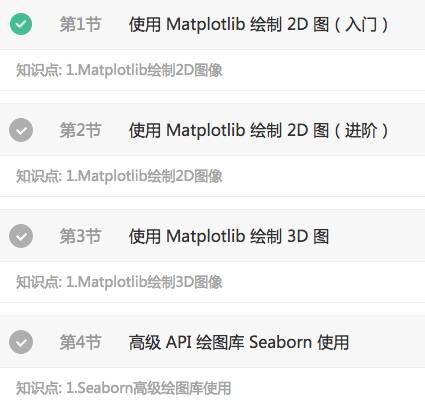 第1节 使用 Matplotlib 绘制 2D 图 ( 入门 )
知识点: 1.Matplotlib绘制2D图像
第2节 使用 Matplotlib 绘制 2D 图 ( 进阶 )
知识点: 1.Matplotlib绘制2D图像
第3节 使用 Matplotlib 绘制 3D 图
知识点: 1.Matplotlib绘制3D图像
第4节 高级 API 绘图库 Seaborn 使用
知识点: 1.Seaborn高级绘图库使用